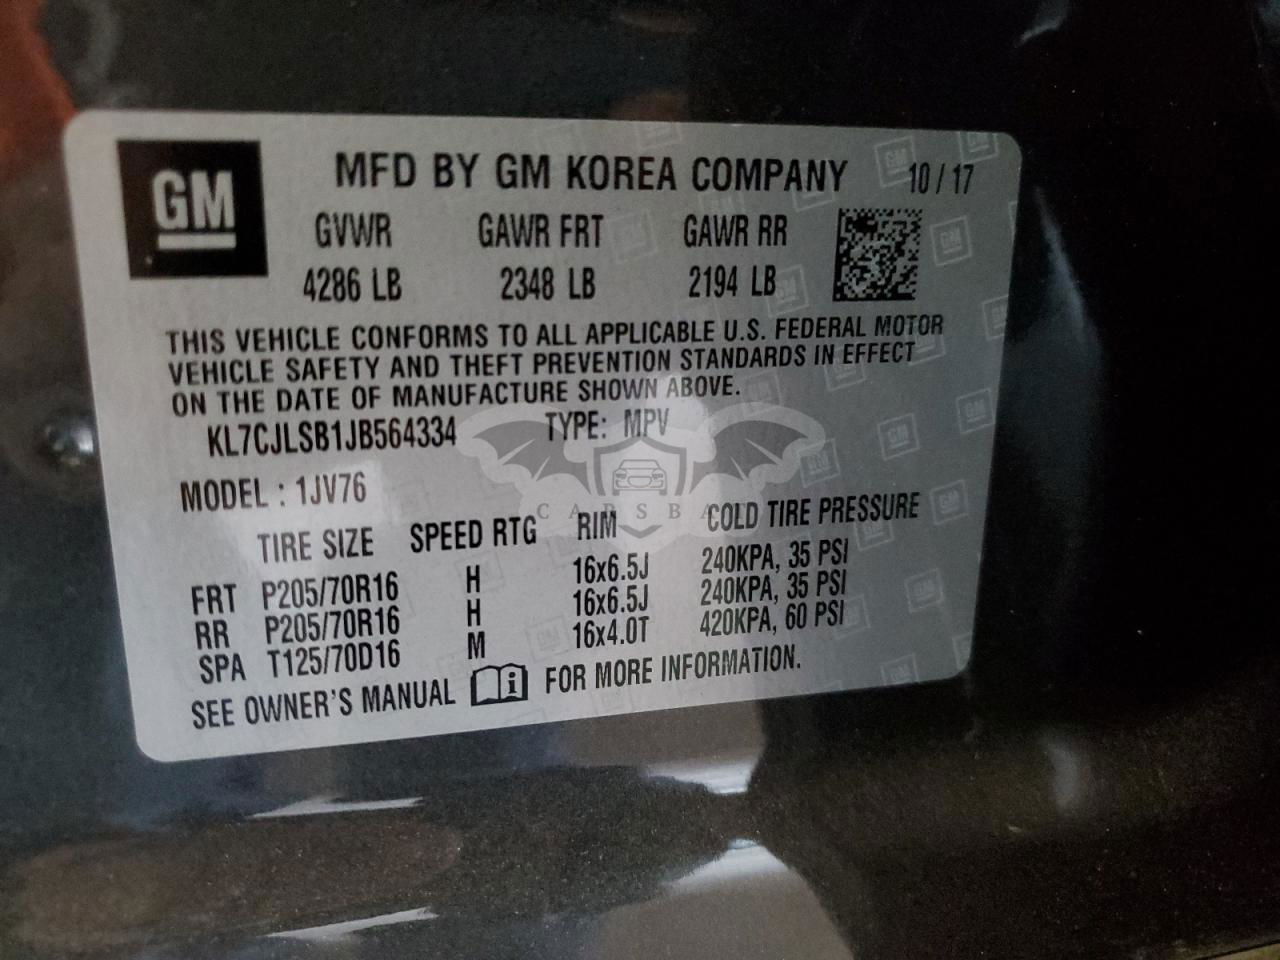 GM
MFD BY GM KOREA COMPANY 10 / 17
GVWR GAWR FRT GAWR RR
4286 LB 2348 LB 2194 LB
THIS VEHICLE CONFORMS TO ALL APPLICABLE U.S. FEDERAL MOTOR
VEHICLE SAFETY AND THEFT PREVENTION STANDARDS IN EFFECT
ON THE DATE OF MANUFACTURE SHOWN ABOVE.
KL7CJLSB1JB564334 TYPE: MPV
MODEL : 1JV76
TIRE SIZE SPEED RTG RIM COLD TIRE PRESSURE
FRT P205/70R16 H 16x6.5J 240KPA, 35 PSI
RR P205/70R16 H 16x6.5J 240KPA, 35 PSI
SPA T125/70D16 M 16x4.0T 420KPA, 60 PSI
SEE OWNER'S MANUAL i FOR MORE INFORMATION.